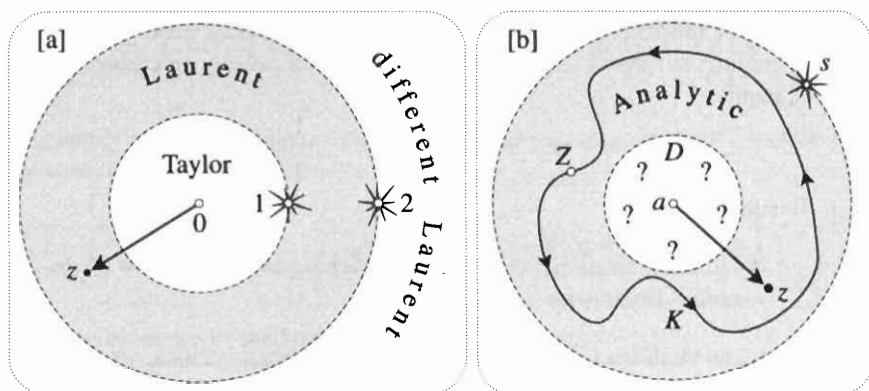 [a]
Laurent
different Laurent
Taylor
0
1
2
z
[b]
s
Analytic
Z
D
? ?
a ? ?
?
z
K